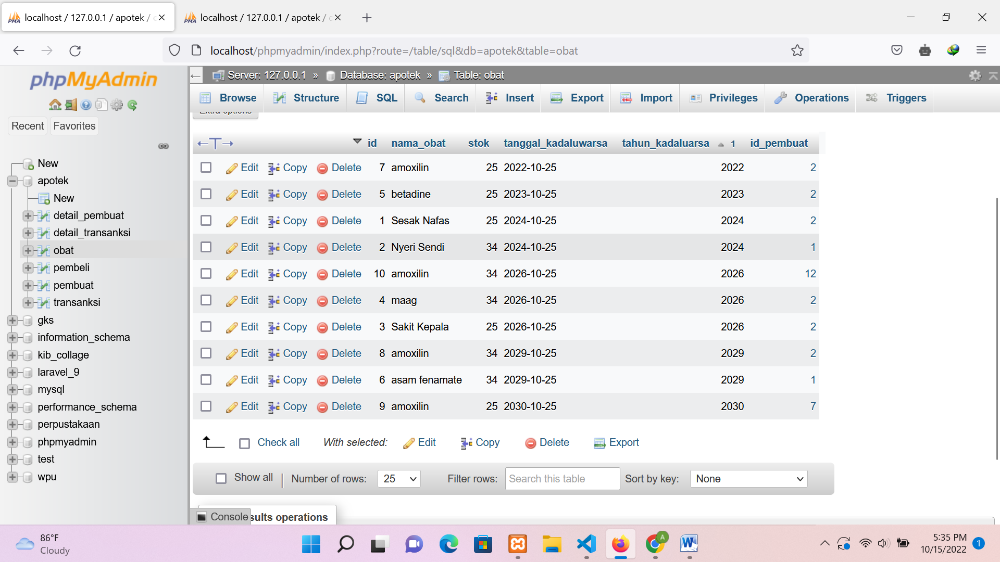 localhost / 127.0.0.1 / apotek /
localhost / 127.0.0.1 / apotek /
localhost/phpmyadmin/index.php?route=/table/sql&db=apotek&table=obat
phpMyAdmin
Recent Favorites
New
apotek
New
detail_pembuat
detail_transanksi
obat
pembeli
pembuat
transanksi
gks
information_schema
kib_collage
laravel_9
mysql
performance_schema
perpustakaan
phpmyadmin
test
wpu
Server: 127.0.0.1 » Database: apotek » Table: obat
Browse Structure SQL Search Insert Export Import Privileges Operations Triggers
Extra options
id nama_obat stok tanggal_kadaluwarsa tahun_kadaluarsa 1 id_pembuat
Edit Copy Delete 7 amoxilin 25 2022-10-25 2022 2
Edit Copy Delete 5 betadine 25 2023-10-25 2023 2
Edit Copy Delete 1 Sesak Nafas 25 2024-10-25 2024 2
Edit Copy Delete 2 Nyeri Sendi 34 2024-10-25 2024 1
Edit Copy Delete 10 amoxilin 34 2026-10-25 2026 12
Edit Copy Delete 4 maag 34 2026-10-25 2026 2
Edit Copy Delete 3 Sakit Kepala 25 2026-10-25 2026 2
Edit Copy Delete 8 amoxilin 34 2029-10-25 2029 2
Edit Copy Delete 6 asam fenamate 34 2029-10-25 2029 1
Edit Copy Delete 9 amoxilin 25 2030-10-25 2030 7
Check all With selected: Edit Copy Delete Export
Show all Number of rows: 25 Filter rows: Search this table Sort by key: None
Console sults operations
86°F
Cloudy
5:35 PM
10/15/2022
1